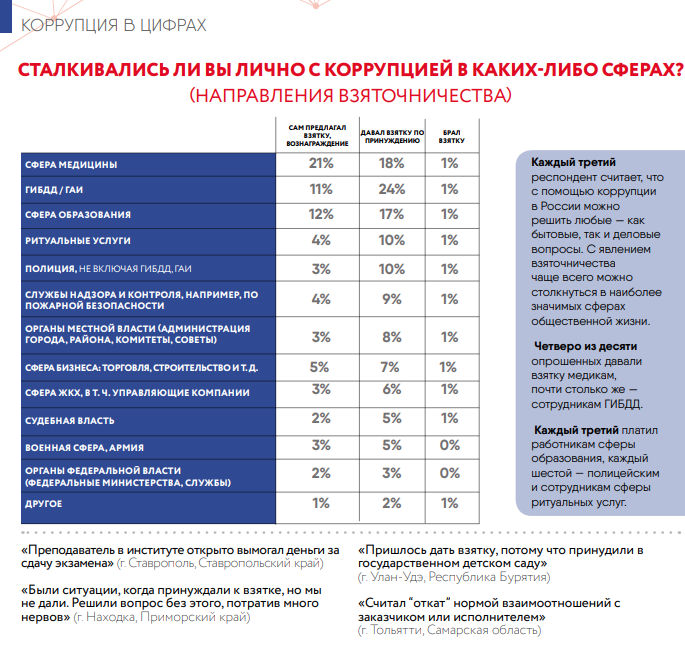 КОРРУПЦИЯ В ЦИФРАХ
СТАЛКИВАЛИСЬ ЛИ ВЫ ЛИЧНО С КОРРУПЦИЕЙ В КАКИХ-ЛИБО СФЕРАХ?
(НАПРАВЛЕНИЯ ВЗЯТОЧНИЧЕСТВА)
САМ ПРЕДЛАГАЛ
ВЗЯТКУ,
ВОЗНАГРАЖДЕНИЕ
ДАВАЛ ВЗЯТКУ ПО
ПРИНУЖДЕНИЮ
БРАЛ
ВЗЯТКУ
СФЕРА МЕДИЦИНЫ 21% 18% 1%
ГИБДД / ГАИ 11% 24% 1%
СФЕРА ОБРАЗОВАНИЯ 12% 17% 1%
РИТУАЛЬНЫЕ УСЛУГИ 4% 10% 1%
ПОЛИЦИЯ, НЕ ВКЛЮЧАЯ ГИБДД, ГАИ 3% 10% 1%
СЛУЖБЫ НАДЗОРА И КОНТРОЛЯ, НАПРИМЕР, ПО
ПОЖАРНОЙ БЕЗОПАСНОСТИ 4% 9% 1%
ОРГАНЫ МЕСТНОЙ ВЛАСТИ (АДМИНИСТРАЦИЯ
ГОРОДА, РАЙОНА, КОМИТЕТЫ, СОВЕТЫ) 3% 8% 1%
СФЕРА БИЗНЕСА: ТОРГОВЛЯ, СТРОИТЕЛЬСТВО И Т. Д. 5% 7% 1%
СФЕРА ЖКХ, В Т. Ч. УПРАВЛЯЮЩИЕ КОМПАНИИ 3% 6% 1%
СУДЕБНАЯ ВЛАСТЬ 2% 5% 1%
ВОЕННАЯ СФЕРА, АРМИЯ 3% 5% 0%
ОРГАНЫ ФЕДЕРАЛЬНОЙ ВЛАСТИ
(ФЕДЕРАЛЬНЫЕ МИНИСТЕРСТВА, СЛУЖБЫ) 2% 3% 0%
ДРУГОЕ 1% 2% 1%
Каждый третий
респондент считает, что
с помощью коррупции
в России можно
решить любые — как
бытовые, так и деловые
вопросы. С явлением
взяточничества
чаще всего можно
столкнуться в наиболее
значимых сферах
общественной жизни.
Четверо из десяти
опрошенных давали
взятку медикам,
почти столько же —
сотрудникам ГИБДД.
Каждый третий платил
работникам сферы
образования, каждый
шестой — полицейским
и сотрудникам сферы
ритуальных услуг.
«Преподаватель в институте открыто вымогал деньги за
сдачу экзамена» (г. Ставрополь, Ставропольский край)
«Были ситуации, когда принуждали к взятке, но мы
не дали. Решили вопрос без этого, потратив много
нервов» (г. Находка, Приморский край)
«Пришлось дать взятку, потому что принудили в
государственном детском саду»
(г. Улан-Удэ, Республика Бурятия)
«Считал “откат” нормой взаимоотношений с
заказчиком или исполнителем»
(г. Тольятти, Самарская область)